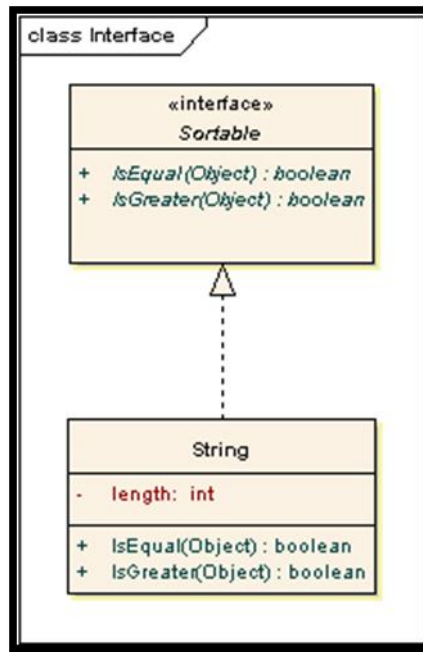 class Interface
«interface»
Sortable
+ IsEqual(Object) : boolean
+ IsGreater(Object) : boolean
String
- length: int
+ IsEqual(Object) : boolean
+ IsGreater(Object) : boolean